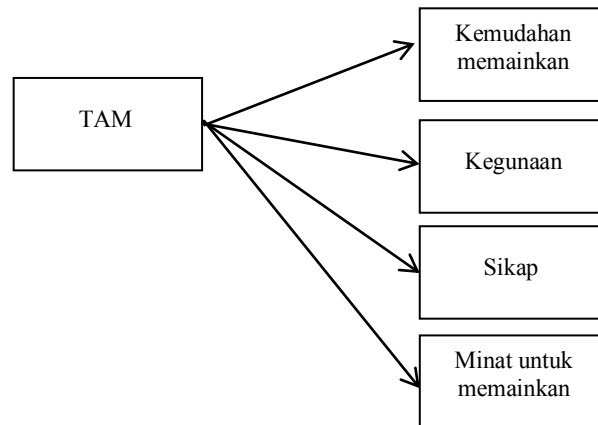 Kemudahan
memainkan
TAM
Kegunaan
Sikap
Minat untuk
memainkan